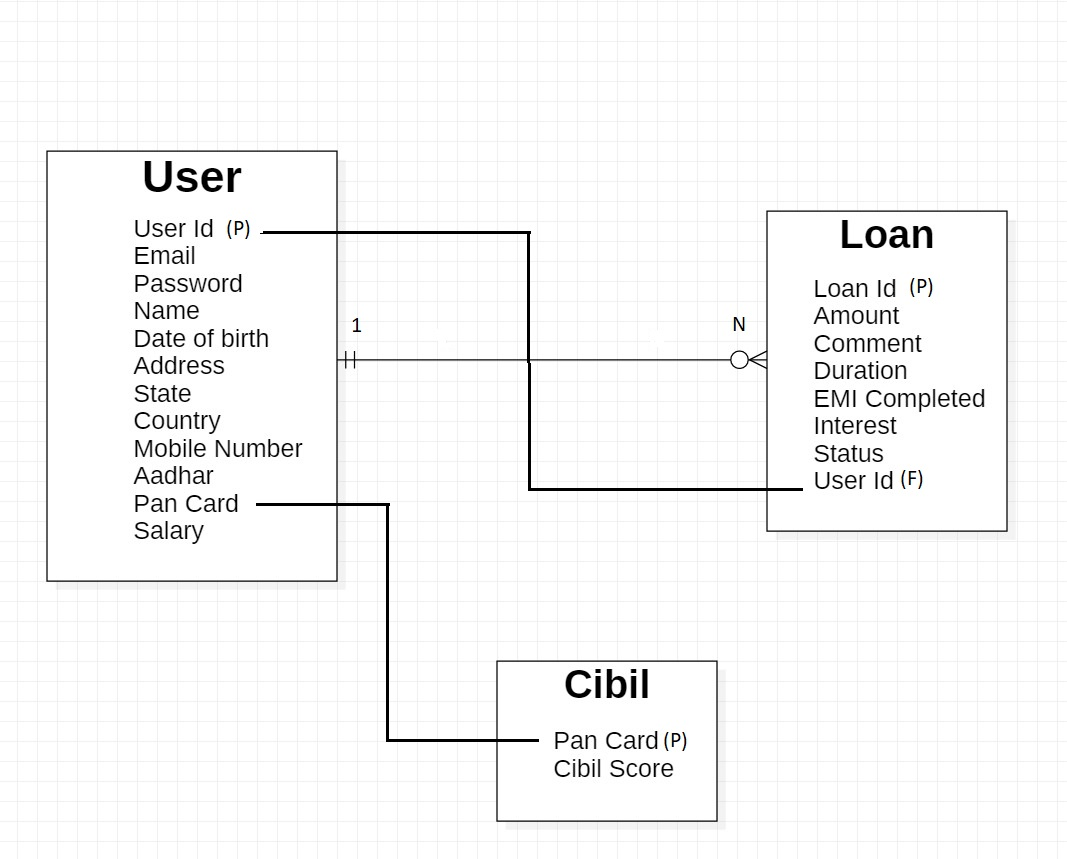 User
User Id (P)
Email
Password
Name
Date of birth
Address
State
Country
Mobile Number
Aadhar
Pan Card
Salary
1
N
Loan
Loan Id (P)
Amount
Comment
Duration
EMI Completed
Interest
Status
User Id (F)
Cibil
Pan Card (P)
Cibil Score